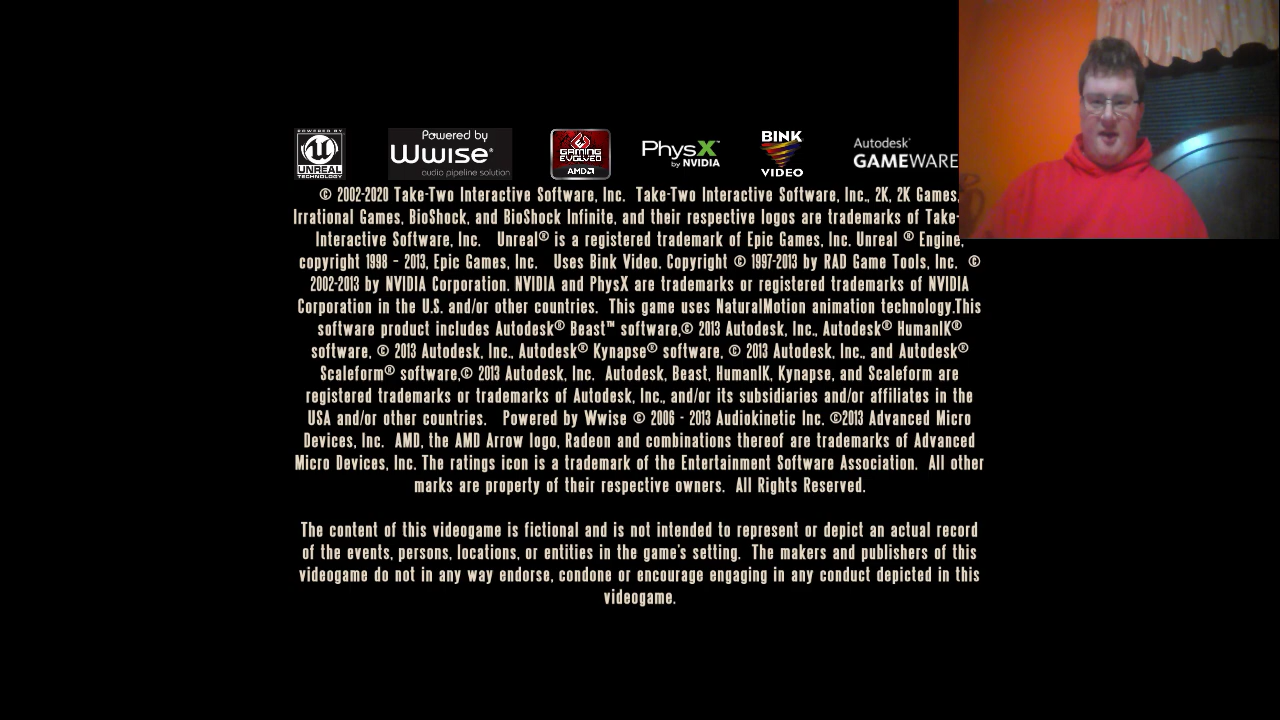 POWERED BY
UNREAL
TECHNOLOGY
Powered by
Wwise®
audio pipeline solution
GAMING
EVOLVED
AMD
PhysX™
by NVIDIA
BINK
VIDEO
Autodesk®
GAMEWARE
© 2002-2020 Take-Two Interactive Software, Inc. Take-Two Interactive Software, Inc., 2K, 2K Games,
Irrational Games, BioShock, and BioShock Infinite, and their respective logos are trademarks of Take-
Interactive Software, Inc. Unreal® is a registered trademark of Epic Games, Inc. Unreal ® Engine,
copyright 1998 - 2013, Epic Games, Inc. Uses Bink Video. Copyright © 1997-2013 by RAD Game Tools, Inc. ©
2002-2013 by NVIDIA Corporation. NVIDIA and PhysX are trademarks or registered trademarks of NVIDIA
Corporation in the U.S. and/or other countries. This game uses NaturalMotion animation technology.This
software product includes Autodesk® Beast™ software,© 2013 Autodesk, Inc., Autodesk® HumanIK®
software, © 2013 Autodesk, Inc., Autodesk® Kynapse® software, © 2013 Autodesk, Inc., and Autodesk®
Scaleform® software,© 2013 Autodesk, Inc. Autodesk, Beast, HumanIK, Kynapse, and Scaleform are
registered trademarks or trademarks of Autodesk, Inc., and/or its subsidiaries and/or affiliates in the
USA and/or other countries. Powered by Wwise © 2006 - 2013 Audiokinetic Inc. ©2013 Advanced Micro
Devices, Inc. AMD, the AMD Arrow logo, Radeon and combinations thereof are trademarks of Advanced
Micro Devices, Inc. The ratings icon is a trademark of the Entertainment Software Association. All other
marks are property of their respective owners. All Rights Reserved.
The content of this videogame is fictional and is not intended to represent or depict an actual record
of the events, persons, locations, or entities in the game's setting. The makers and publishers of this
videogame do not in any way endorse, condone or encourage engaging in any conduct depicted in this
videogame.